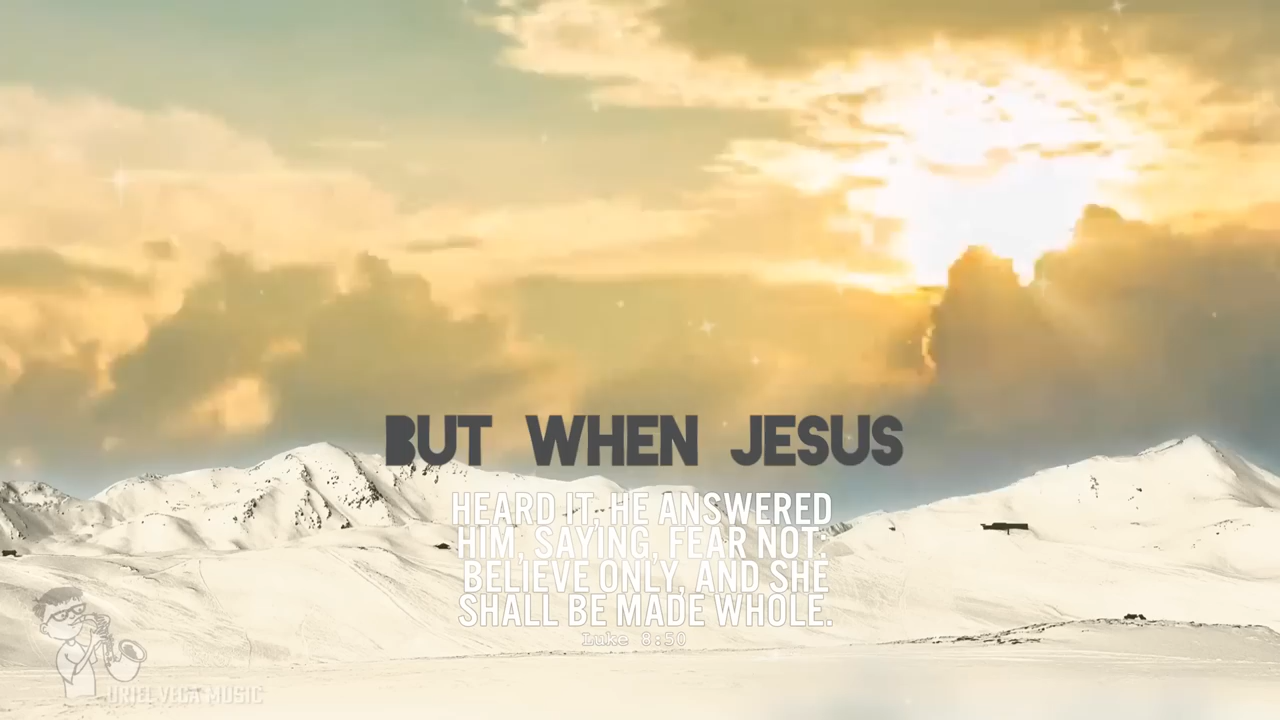 BUT WHEN JESUS
HEARD IT, HE ANSWERED
HIM, SAYING, FEAR NOT:
BELIEVE ONLY, AND SHE
SHALL BE MADE WHOLE.
Luke 8:50
URIEL VEGA MUSIC